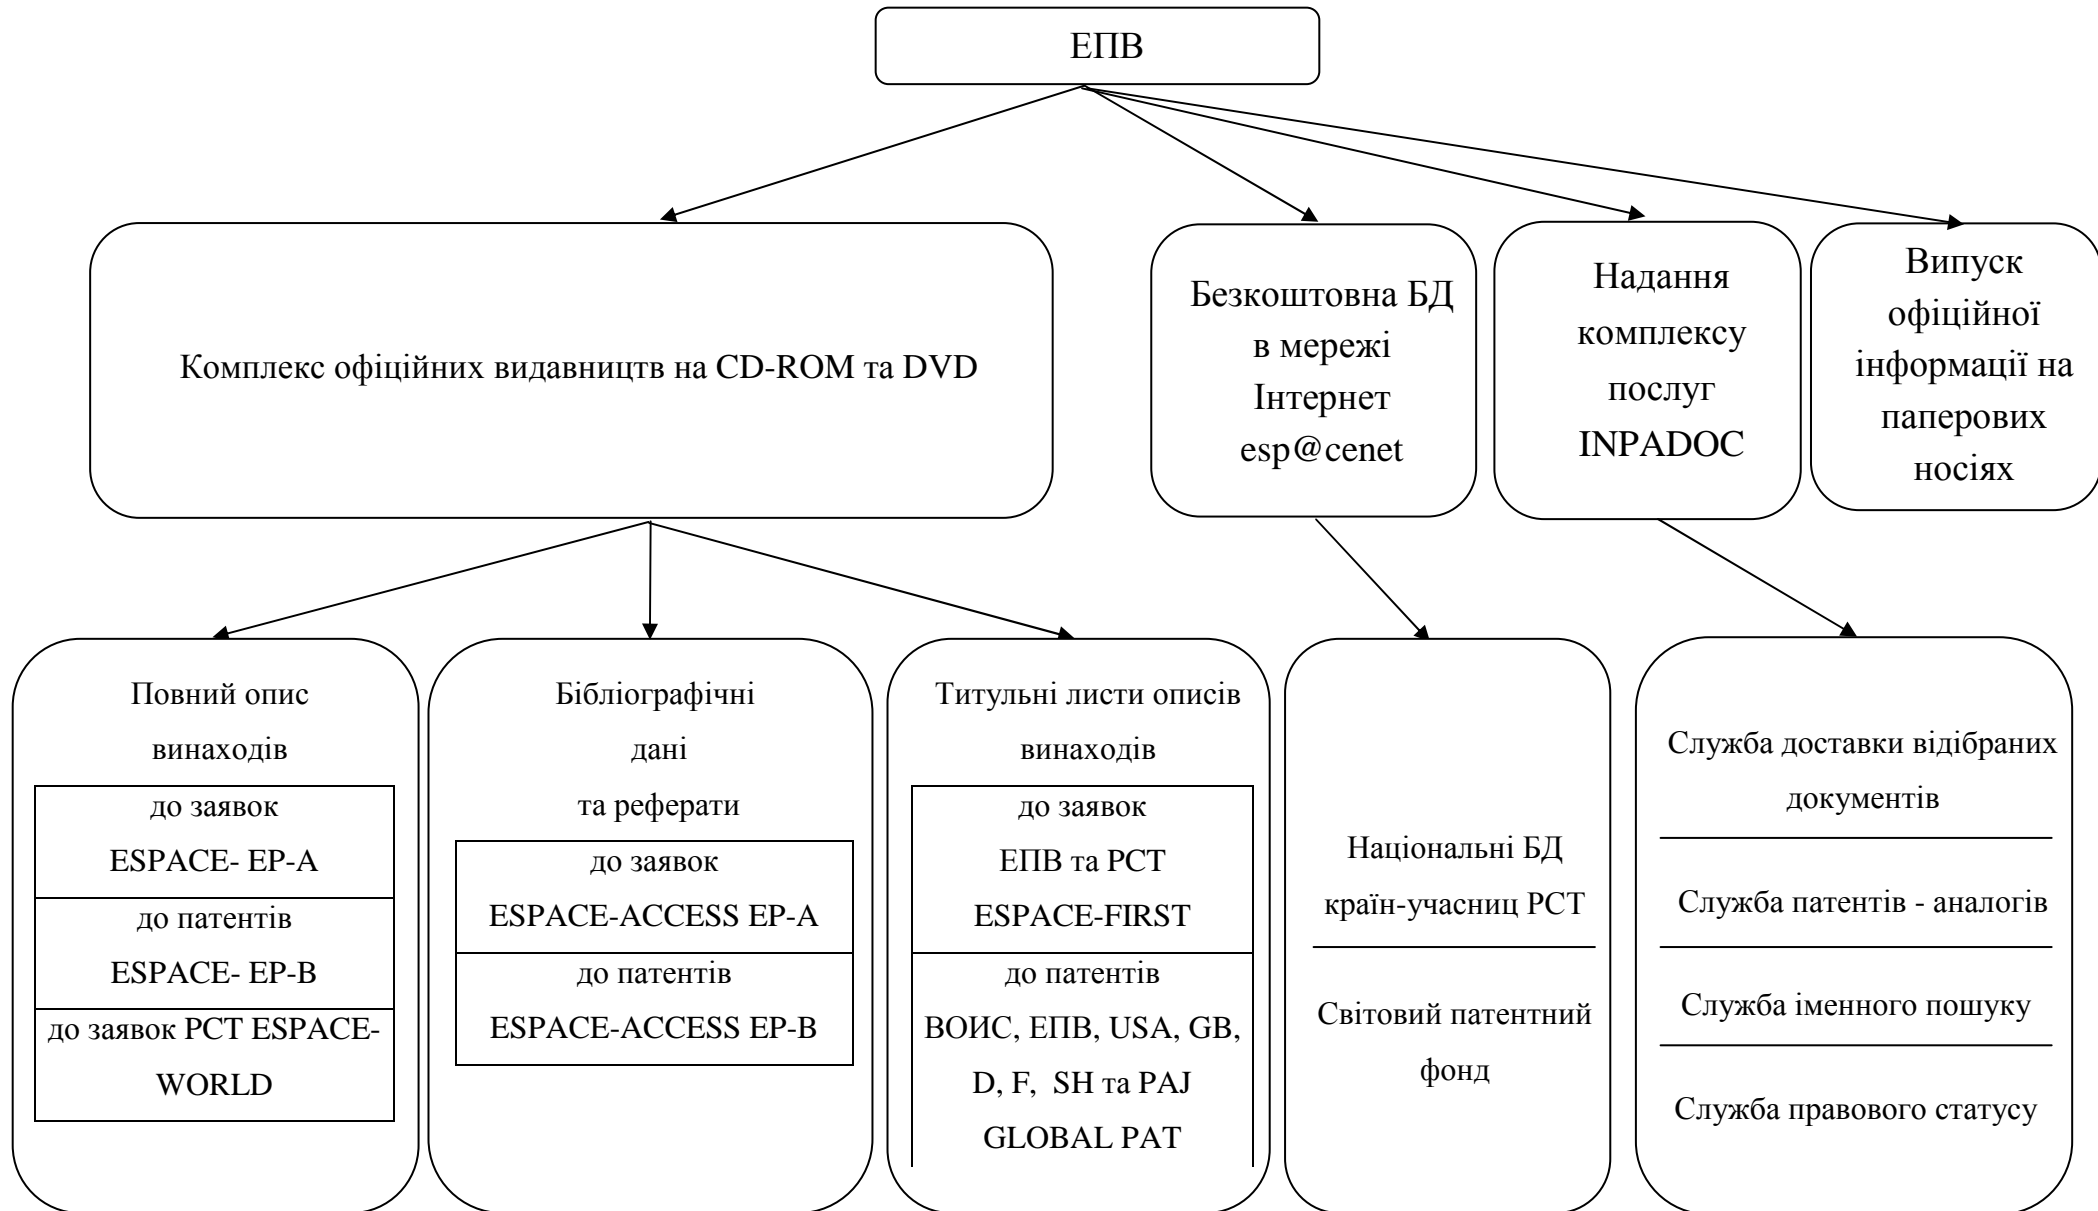 ЕПВ
Комплекс офіційних видавництв на CD-ROM та DVD
Безкоштовна БД
в мережі
Інтернет
esp@cenet
Надання
комплексу
послуг
INPADOC
Випуск
офіційної
інформації на
паперових
носіях
Повний опис
винаходів
до заявок
ESPACE- EP-A
до патентів
ESPACE- EP-B
до заявок PCT ESPACE-
WORLD
Бібліографічні
дані
та реферати
до заявок
ESPACE-ACCESS EP-A
до патентів
ESPACE-ACCESS EP-B
Титульні листи описів
винаходів
до заявок
ЕПВ та PCT
ESPACE-FIRST
до патентів
ВОИС, ЕПВ, USA, GB,
D, F, SH та PAJ
GLOBAL PAT
Національні БД
країн-учасниц PCT
Світовий патентний
фонд
Служба доставки відібраних
документів
Служба патентів - аналогів
Служба іменного пошуку
Служба правового статусу